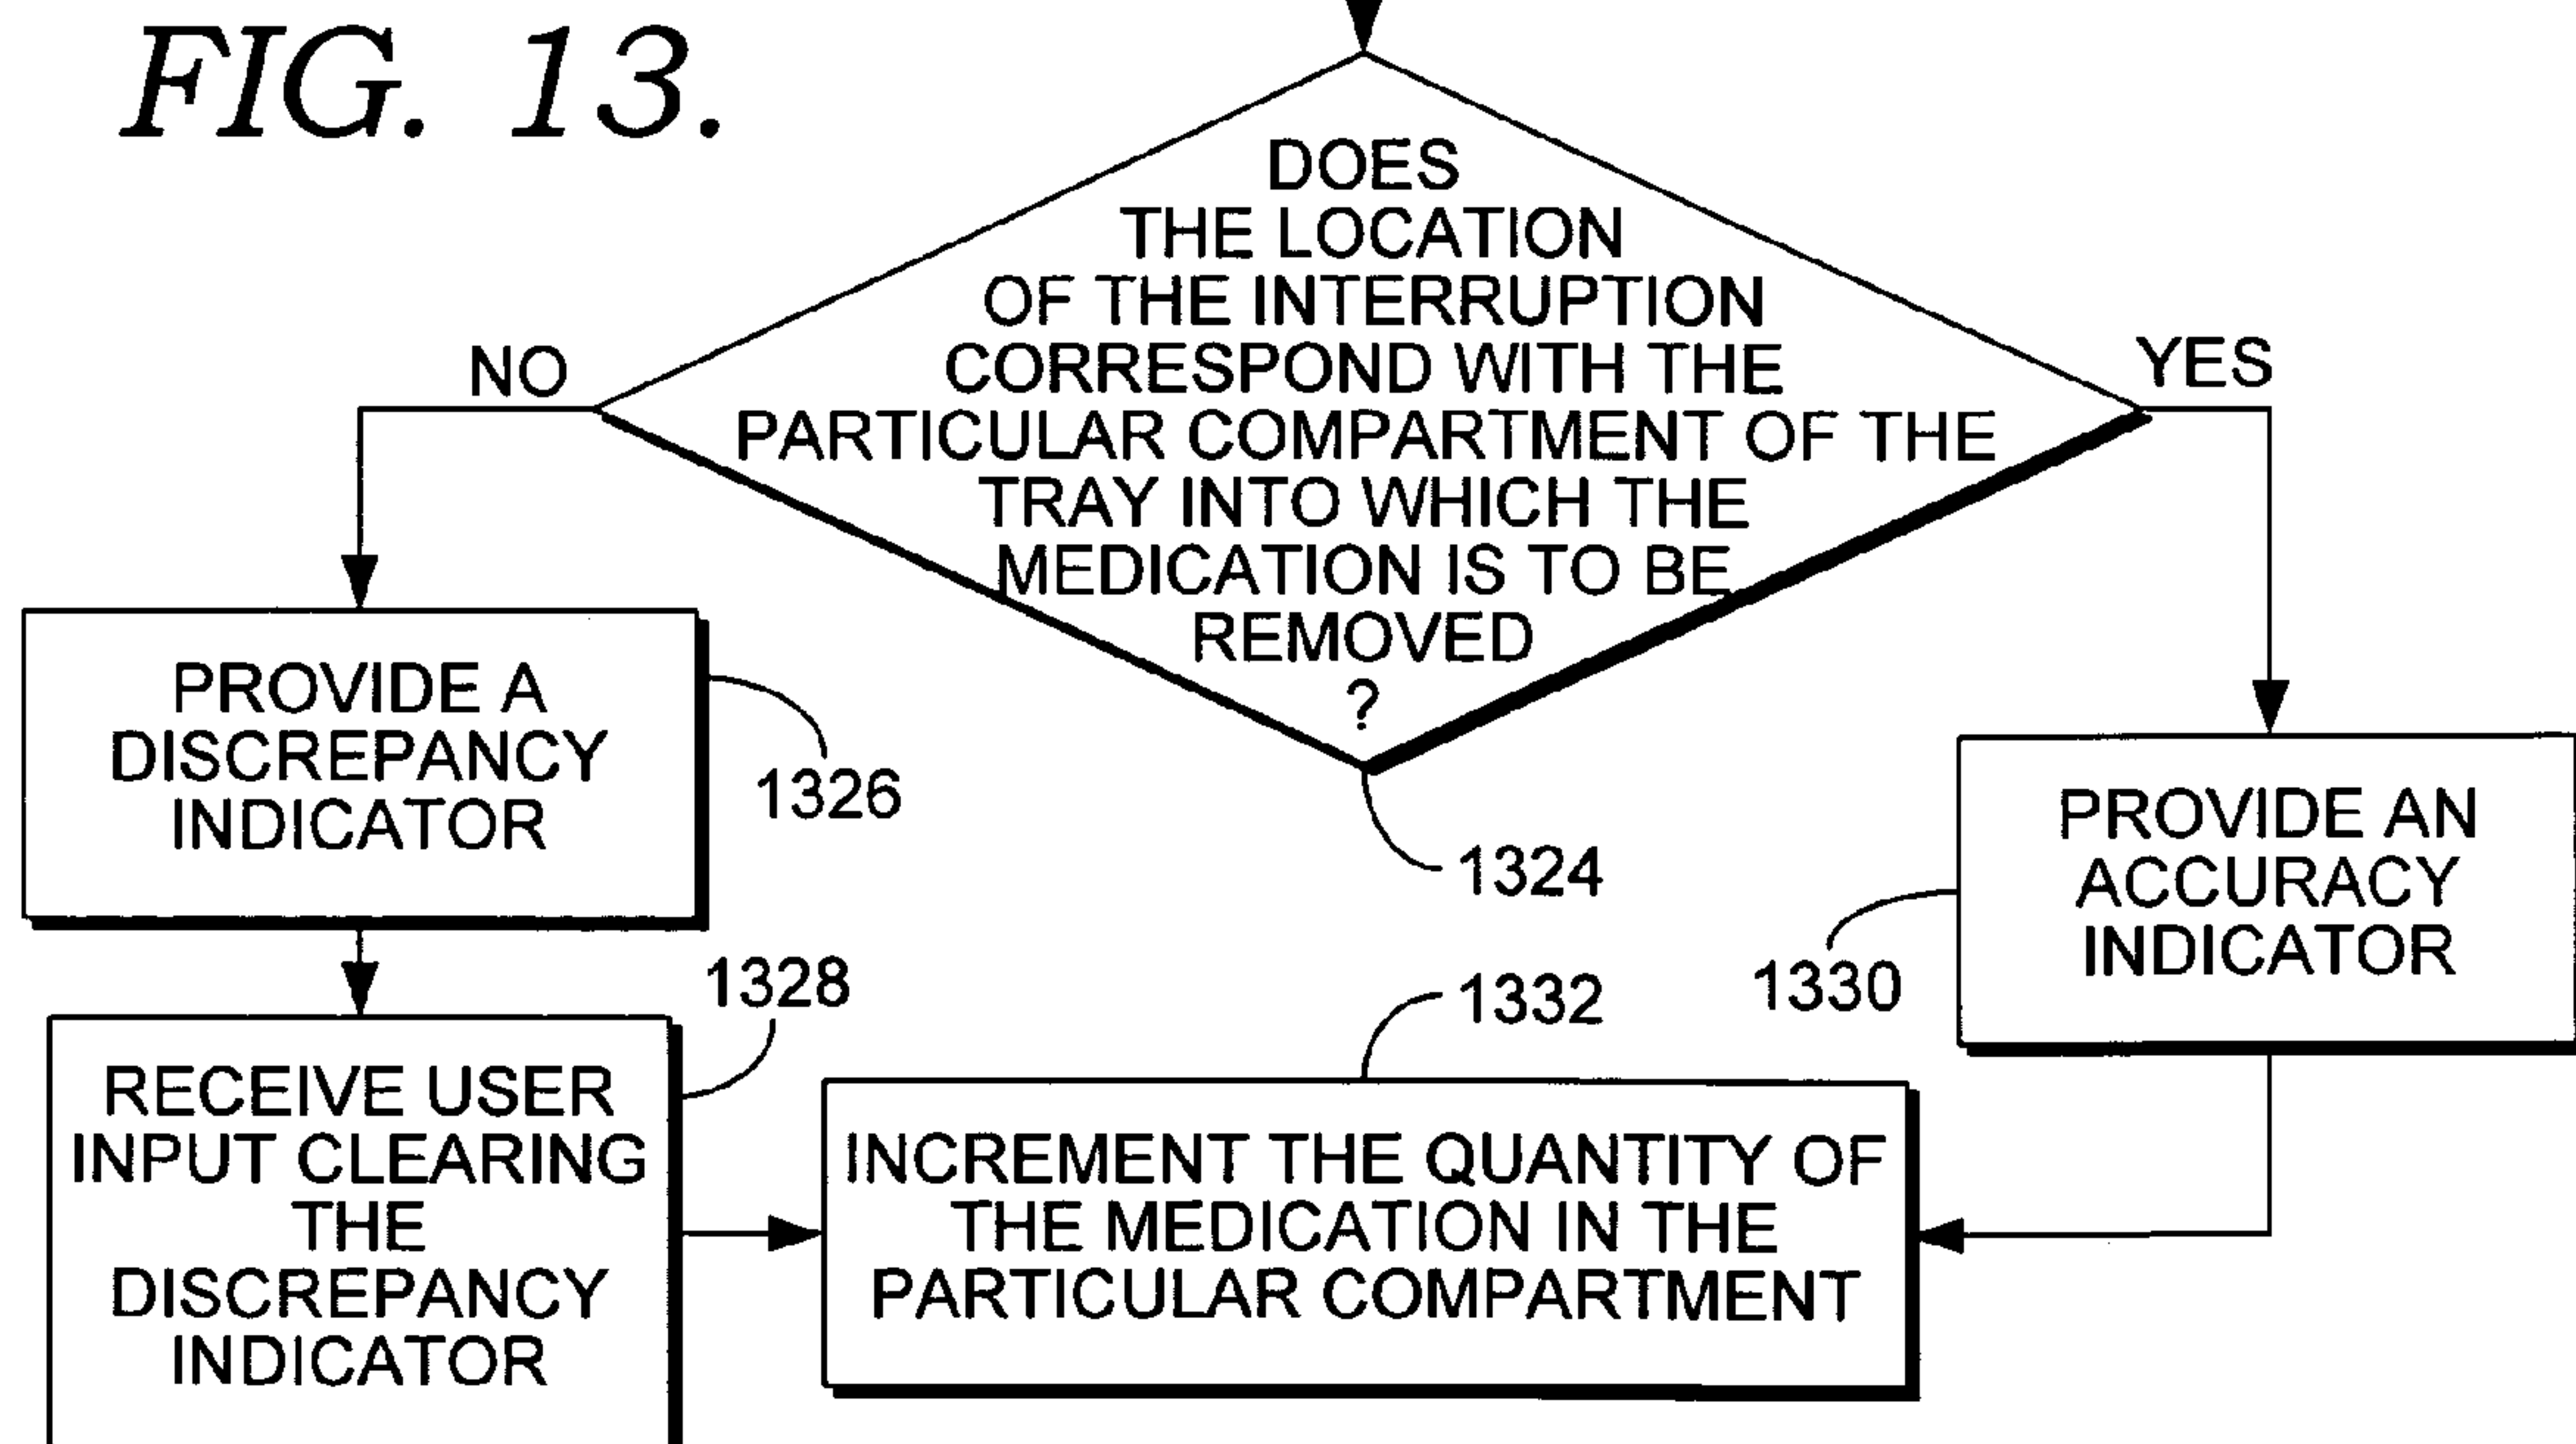 FIG. 13.
DOES
THE LOCATION
OF THE INTERRUPTION
CORRESPOND WITH THE
PARTICULAR COMPARTMENT OF THE
TRAY INTO WHICH THE
MEDICATION IS TO BE
REMOVED
?
NO
YES
1324
PROVIDE A
DISCREPANCY
INDICATOR
1326
RECEIVE USER
INPUT CLEARING
THE
DISCREPANCY
INDICATOR
1328
PROVIDE AN
ACCURACY
INDICATOR
1330
INCREMENT THE QUANTITY OF
THE MEDICATION IN THE
PARTICULAR COMPARTMENT
1332